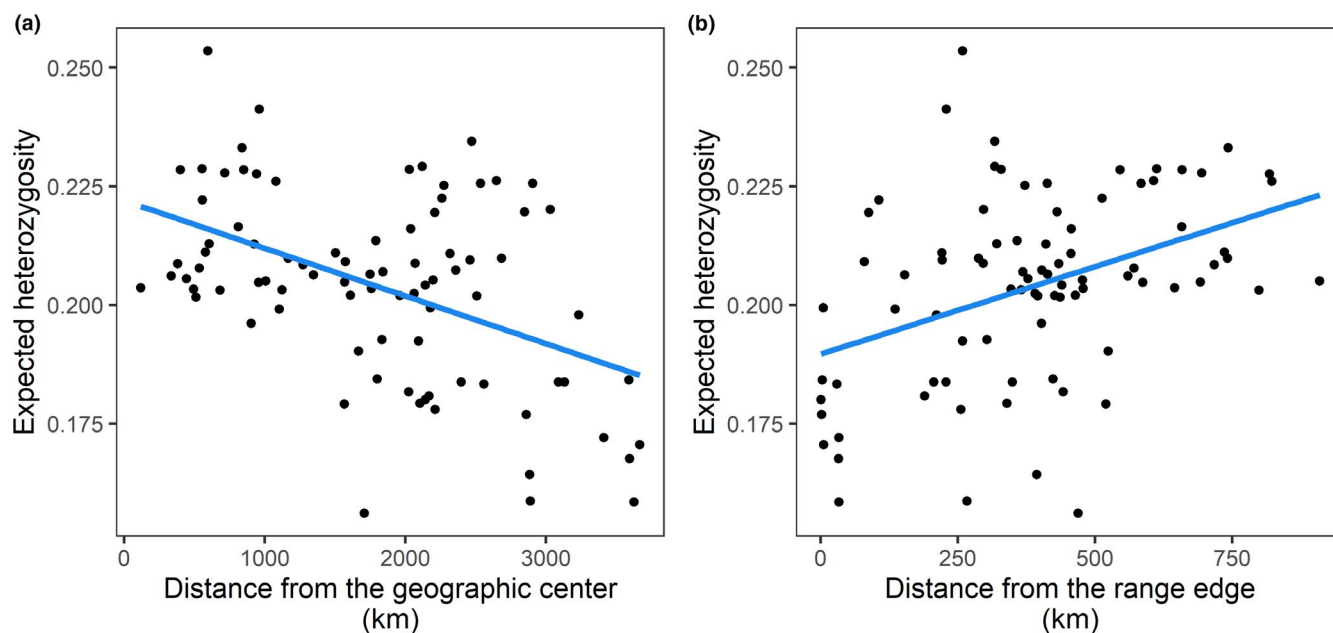 (a)
Expected heterozygosity
0.250
0.225
0.200
0.175
0
1000
2000
3000
Distance from the geographic center
(km)
(b)
Expected heterozygosity
0.250
0.225
0.200
0.175
0
250
500
750
Distance from the range edge
(km)